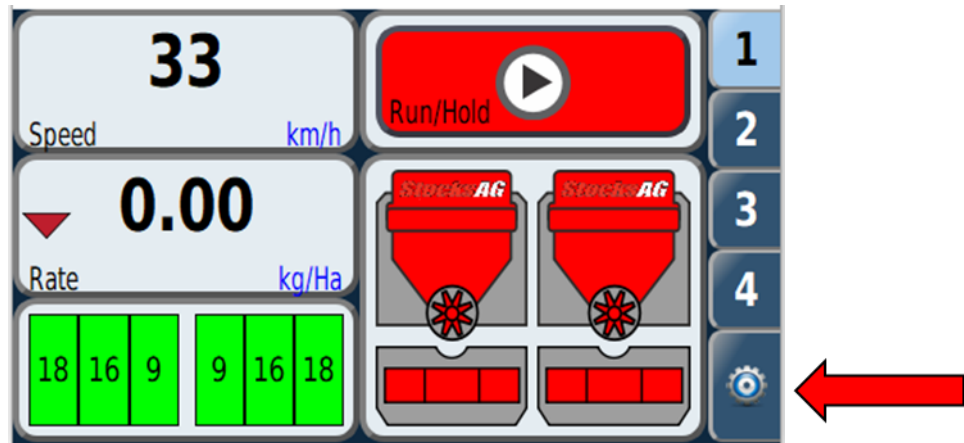 33
Speed km/h
0.00
Rate kg/Ha
18 16 9 9 16 18
Run/Hold
StocksAG StocksAG
1
2
3
4